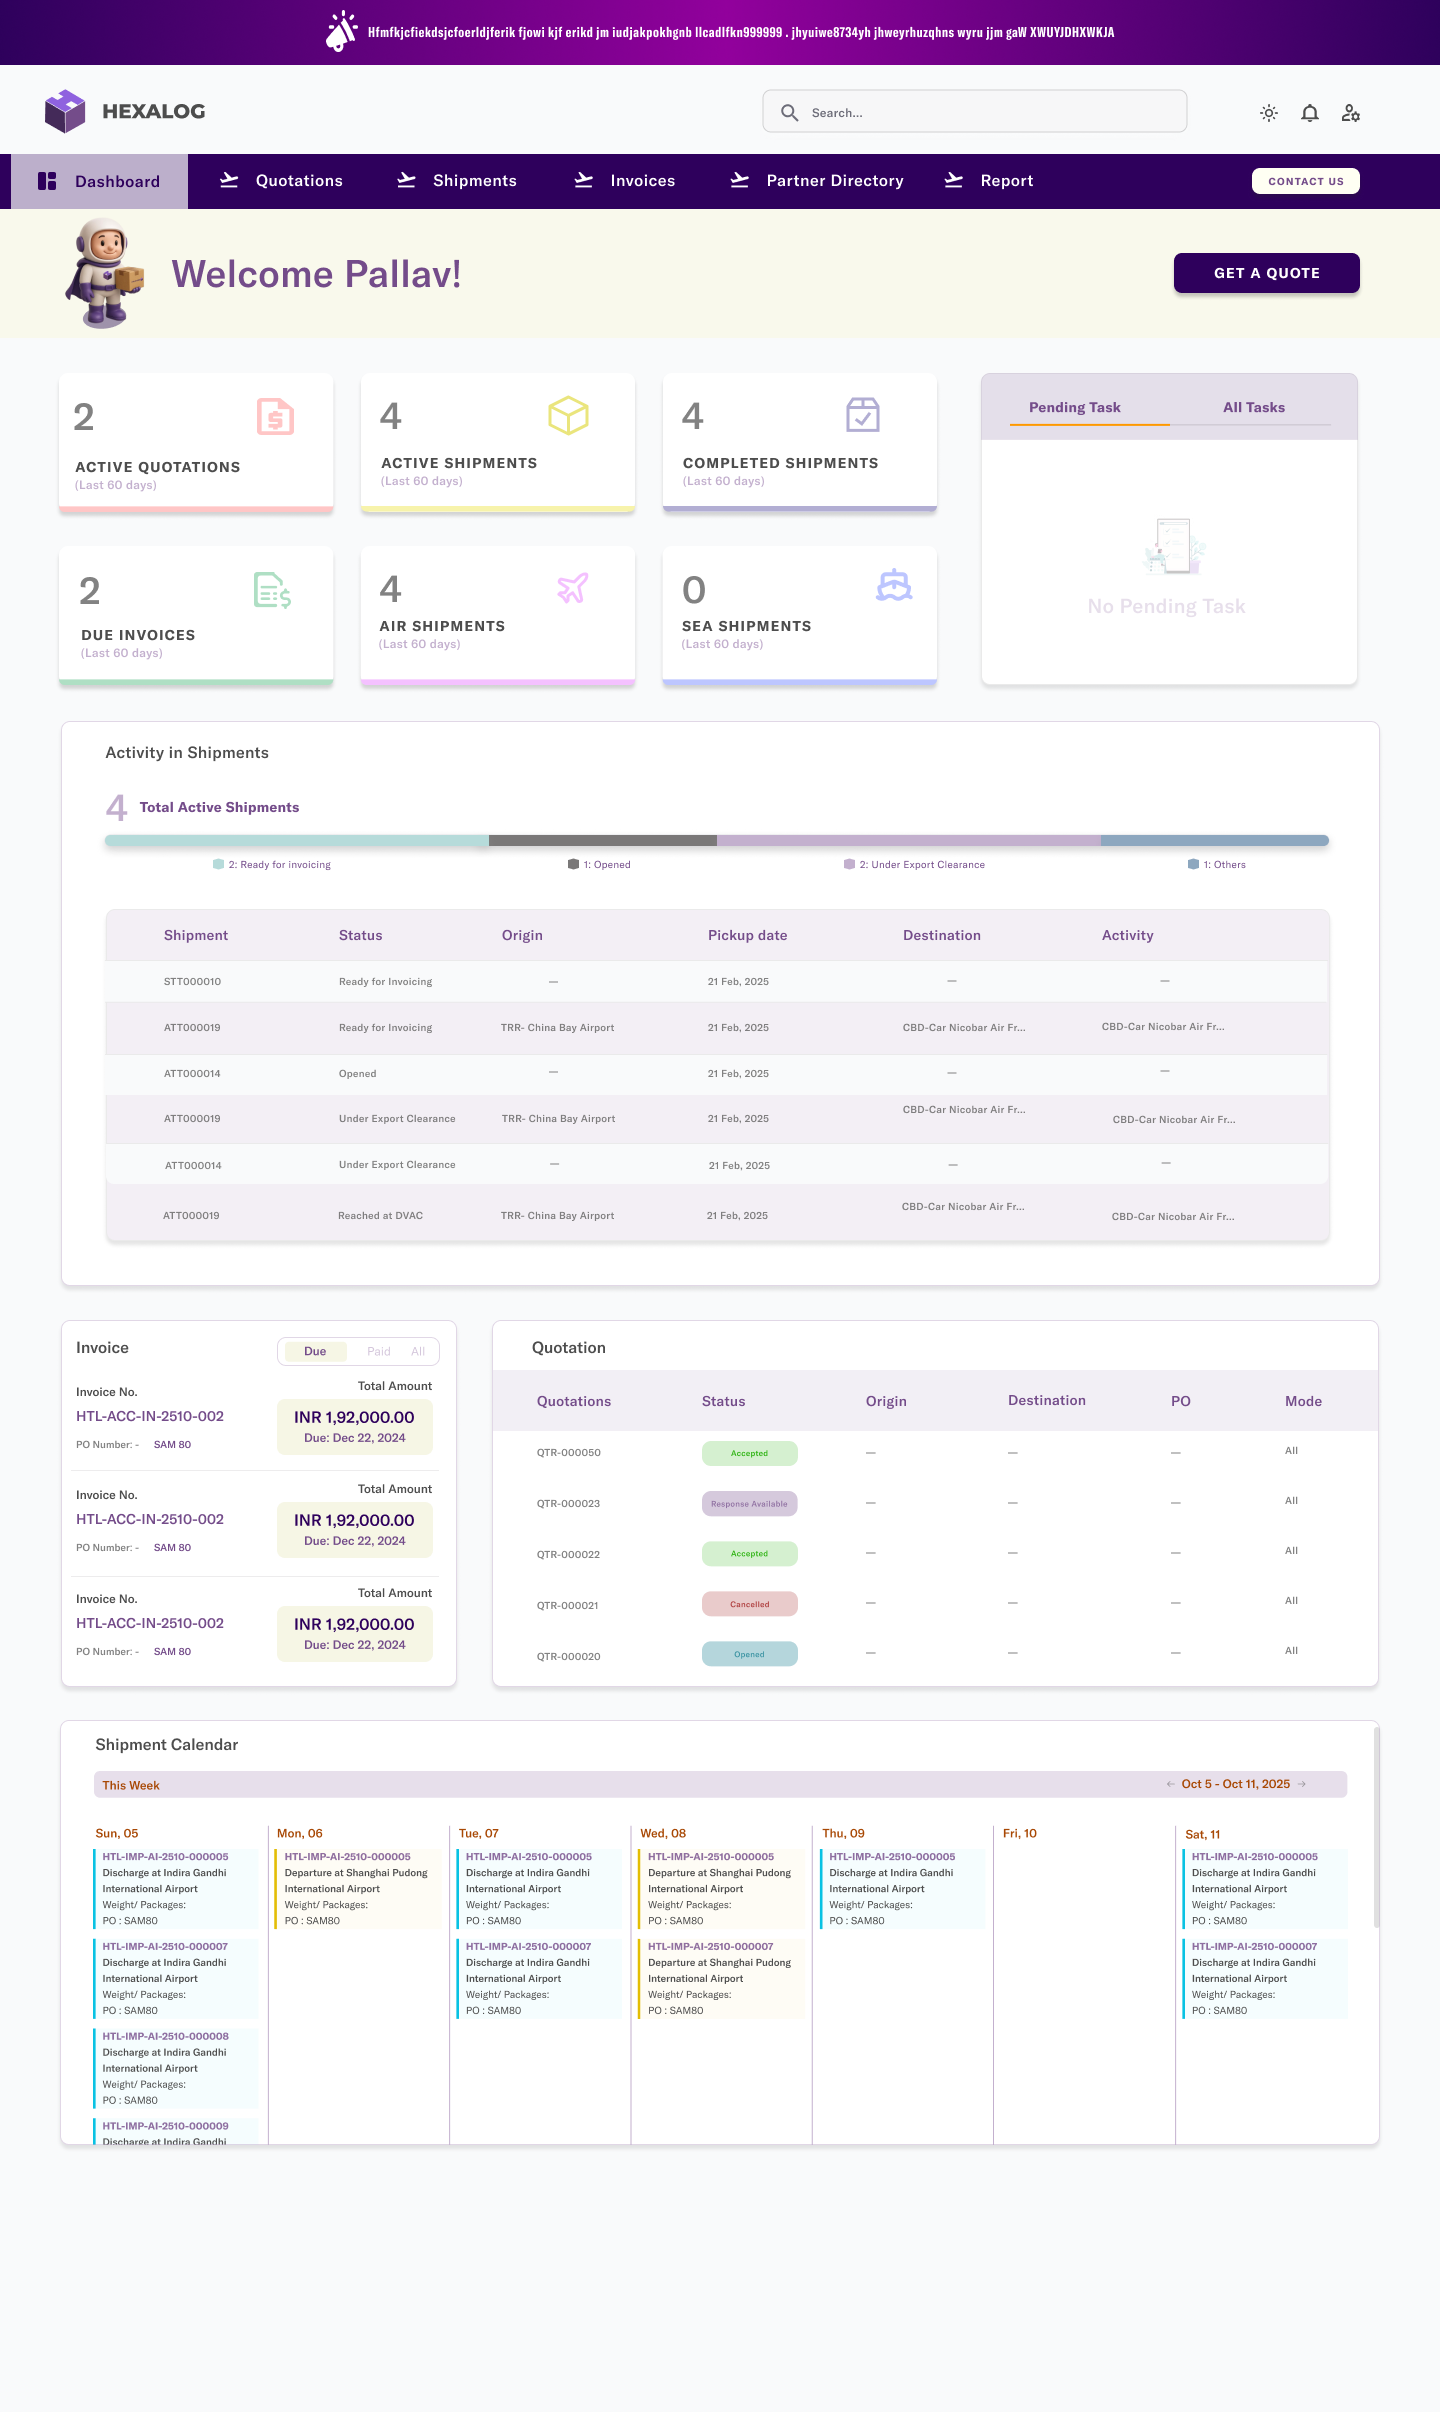 Hfmfkjcfiekdsjcfoerldjferik fjowi kjf erikd jm iudjakpokhgnb llcadlfkn999999 . jhyuiwe8734yh jhweyrhuzqhns wyru jjm gaW XWUYJDHXWKJA
HEXALOG
Search...
Dashboard
Quotations
Shipments
Invoices
Partner Directory
Report
CONTACT US
Welcome Pallav!
GET A QUOTE
2
ACTIVE QUOTATIONS
(Last 60 days)
4
ACTIVE SHIPMENTS
(Last 60 days)
4
COMPLETED SHIPMENTS
(Last 60 days)
Pending Task
All Tasks
No Pending Task
2
DUE INVOICES
(Last 60 days)
4
AIR SHIPMENTS
(Last 60 days)
0
SEA SHIPMENTS
(Last 60 days)
Activity in Shipments
4 Total Active Shipments
2: Ready for invoicing
1: Opened
2: Under Export Clearance
1: Others
Shipment Status Origin Pickup date Destination Activity
STT000010 Ready for Invoicing — 21 Feb, 2025 — —
ATT000019 Ready for Invoicing TRR- China Bay Airport 21 Feb, 2025 CBD-Car Nicobar Air Fr... CBD-Car Nicobar Air Fr...
ATT000014 Opened — 21 Feb, 2025 — —
ATT000019 Under Export Clearance TRR- China Bay Airport 21 Feb, 2025 CBD-Car Nicobar Air Fr... CBD-Car Nicobar Air Fr...
ATT000014 Under Export Clearance — 21 Feb, 2025 — —
ATT000019 Reached at DVAC TRR- China Bay Airport 21 Feb, 2025 CBD-Car Nicobar Air Fr... CBD-Car Nicobar Air Fr...
Invoice
Due Paid All
Invoice No. Total Amount
HTL-ACC-IN-2510-002 INR 1,92,000.00
PO Number: - SAM 80 Due: Dec 22, 2024
Invoice No. Total Amount
HTL-ACC-IN-2510-002 INR 1,92,000.00
PO Number: - SAM 80 Due: Dec 22, 2024
Invoice No. Total Amount
HTL-ACC-IN-2510-002 INR 1,92,000.00
PO Number: - SAM 80 Due: Dec 22, 2024
Quotation
Quotations Status Origin Destination PO Mode
QTR-000050 Accepted — — — All
QTR-000023 Response Available — — — All
QTR-000022 Accepted — — — All
QTR-000021 Cancelled — — — All
QTR-000020 Opened — — — All
Shipment Calendar
This Week
← Oct 5 - Oct 11, 2025 →
Sun, 05
HTL-IMP-AI-2510-000005
Discharge at Indira Gandhi
International Airport
Weight/ Packages:
PO : SAM80
HTL-IMP-AI-2510-000007
Discharge at Indira Gandhi
International Airport
Weight/ Packages:
PO : SAM80
HTL-IMP-AI-2510-000008
Discharge at Indira Gandhi
International Airport
Weight/ Packages:
PO : SAM80
HTL-IMP-AI-2510-000009
Discharge at Indira Gandhi
Mon, 06
HTL-IMP-AI-2510-000005
Departure at Shanghai Pudong
International Airport
Weight/ Packages:
PO : SAM80
Tue, 07
HTL-IMP-AI-2510-000005
Discharge at Indira Gandhi
International Airport
Weight/ Packages:
PO : SAM80
HTL-IMP-AI-2510-000007
Discharge at Indira Gandhi
International Airport
Weight/ Packages:
PO : SAM80
Wed, 08
HTL-IMP-AI-2510-000005
Departure at Shanghai Pudong
International Airport
Weight/ Packages:
PO : SAM80
HTL-IMP-AI-2510-000007
Departure at Shanghai Pudong
International Airport
Weight/ Packages:
PO : SAM80
Thu, 09
HTL-IMP-AI-2510-000005
Discharge at Indira Gandhi
International Airport
Weight/ Packages:
PO : SAM80
Fri, 10
Sat, 11
HTL-IMP-AI-2510-000005
Discharge at Indira Gandhi
International Airport
Weight/ Packages:
PO : SAM80
HTL-IMP-AI-2510-000007
Discharge at Indira Gandhi
International Airport
Weight/ Packages:
PO : SAM80